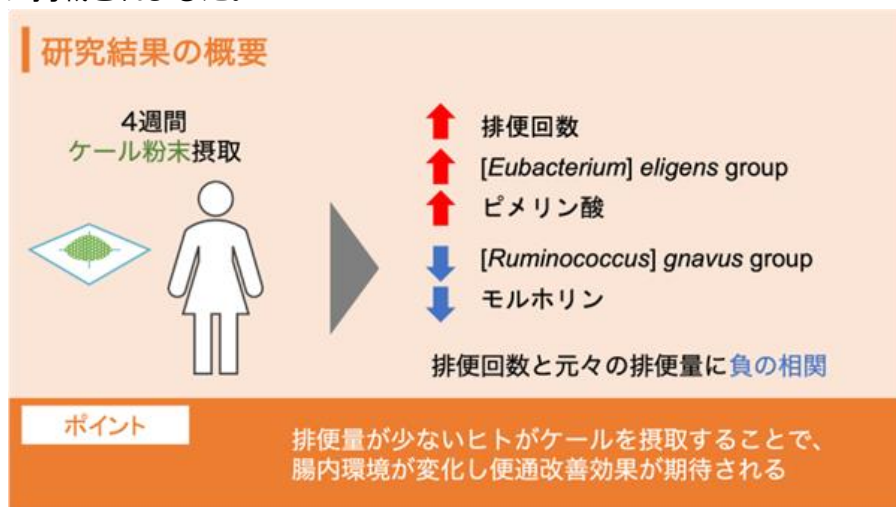 研究結果の概要
4週間
ケール粉末摂取
排便回数
[Eubacterium] eligens group
ピメリン酸
[Ruminococcus] gnavus group
モルホリン
排便回数と元々の排便量に負の相関
ポイント
排便量が少ないヒトがケールを摂取することで、
腸内環境が変化し便通改善効果が期待される